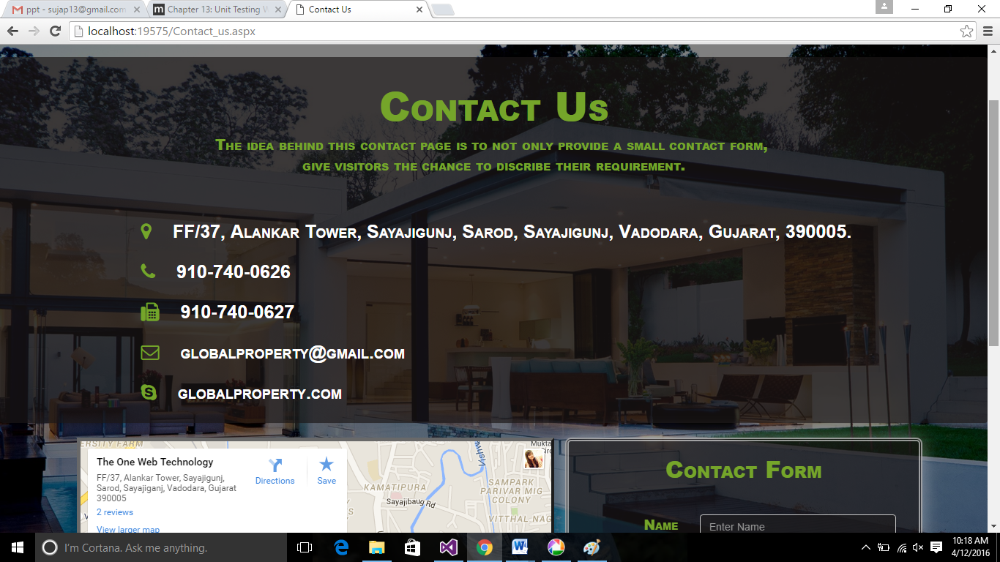 ppt - sujap13@gmail.com
Chapter 13: Unit Testing W
Contact Us
localhost:19575/Contact_us.aspx
Contact Us
The idea behind this contact page is to not only provide a small contact form,
give visitors the chance to discribe their requirement.
FF/37, Alankar Tower, Sayajigunj, Sarod, Sayajigunj, Vadodara, Gujarat, 390005.
910-740-0626
910-740-0627
globalproperty@gmail.com
globalproperty.com
ERSITY FARM
The One Web Technology
FF/37, Alankar Tower, Sayajigunj,
Sarod, Sayajiganj, Vadodara, Gujarat
390005
2 reviews
View larger map
Directions
Save
KAMATIPURA
Sayajibaug Rd
SAMPARK
PARIVAR MIG
COLONY
VITTHAL NAG
Mukta
Contact Form
Name
Enter Name
I'm Cortana. Ask me anything.
10:18 AM
4/12/2016